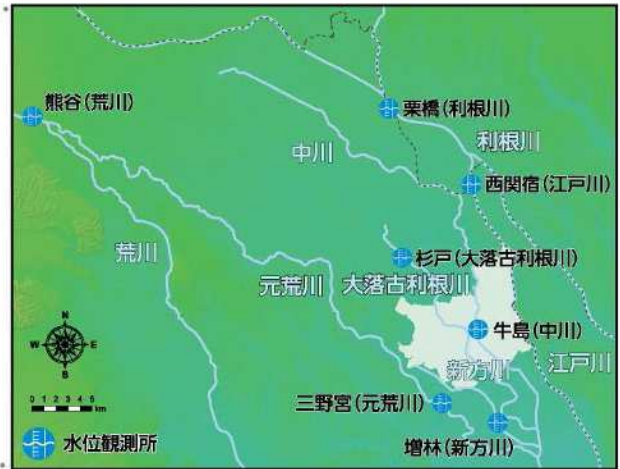 熊谷(荒川)
栗橋(利根川)
利根川
中川
西関宿(江戸川)
荒川
杉戸(大落古利根川)
元荒川
大落古利根川
牛島(中川)
新方川
江戸川
N
W
E
S
三野宮(元荒川)
0 1 2 3 4 5
km
増林(新方川)
水位観測所